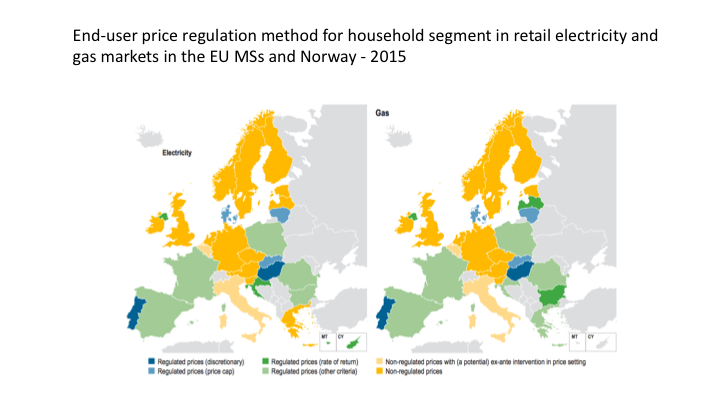 End-user price regulation method for household segment in retail electricity and
gas markets in the EU MSs and Norway - 2015
Gas
Electricity
MT CY
MT CY
Regulated prices (discretionary)
Regulated prices (rate of return)
Non-regulated prices with (a potential) ex-ante intervention in price setting
Regulated prices (price cap)
Regulated prices (other criteria)
Non-regulated prices